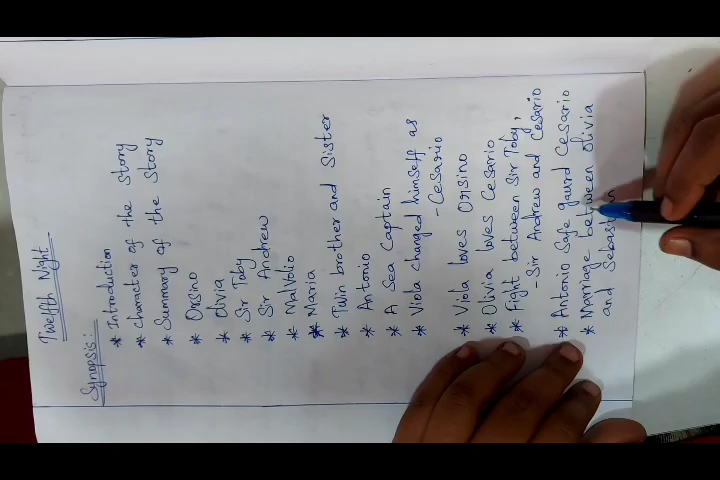 Twelfth Night
Synopsis:
* Introduction
* character of the Story
* Summary of the Story
* Orsino
* olivia
* Sir Toby
* Sir Andrew
* Malvolio
* Maria
* Twin brother and Sister
* Antonio
* A Sea Captain
* Viola changed himself as
- Cesario
* Viola loves Orsino
* Olivia loves Cesario
* Fight between Sir Toby,
- Sir Andrew and Cesario
* Antonio Safe gaurd Cesario
* Marriage between olivia
and Sebastian